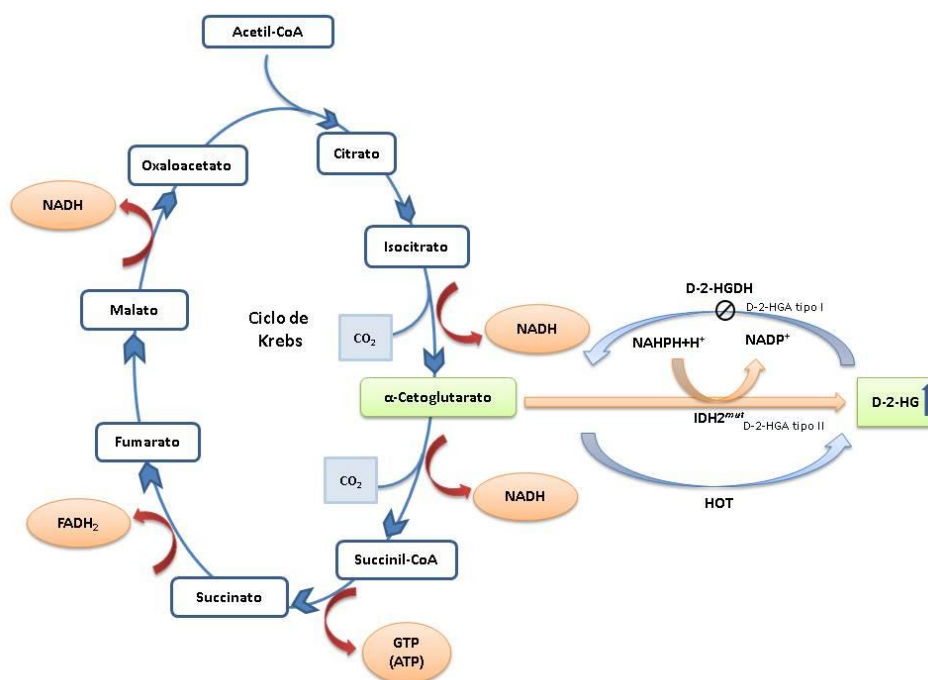 Acetil-CoA
Oxaloacetato
Citrato
NADH
Isocitrato
D-2-HGDH
D-2-HGA tipo I
Malato
Ciclo de
Krebs
CO₂
NADH
NAHPH+H⁺
NADP⁺
α-Cetoglutarato
D-2-HG
IDH2ᵐᵘᵗ
D-2-HGA tipo II
Fumarato
CO₂
NADH
HOT
FADH₂
Succinil-CoA
Succinato
GTP
(ATP)